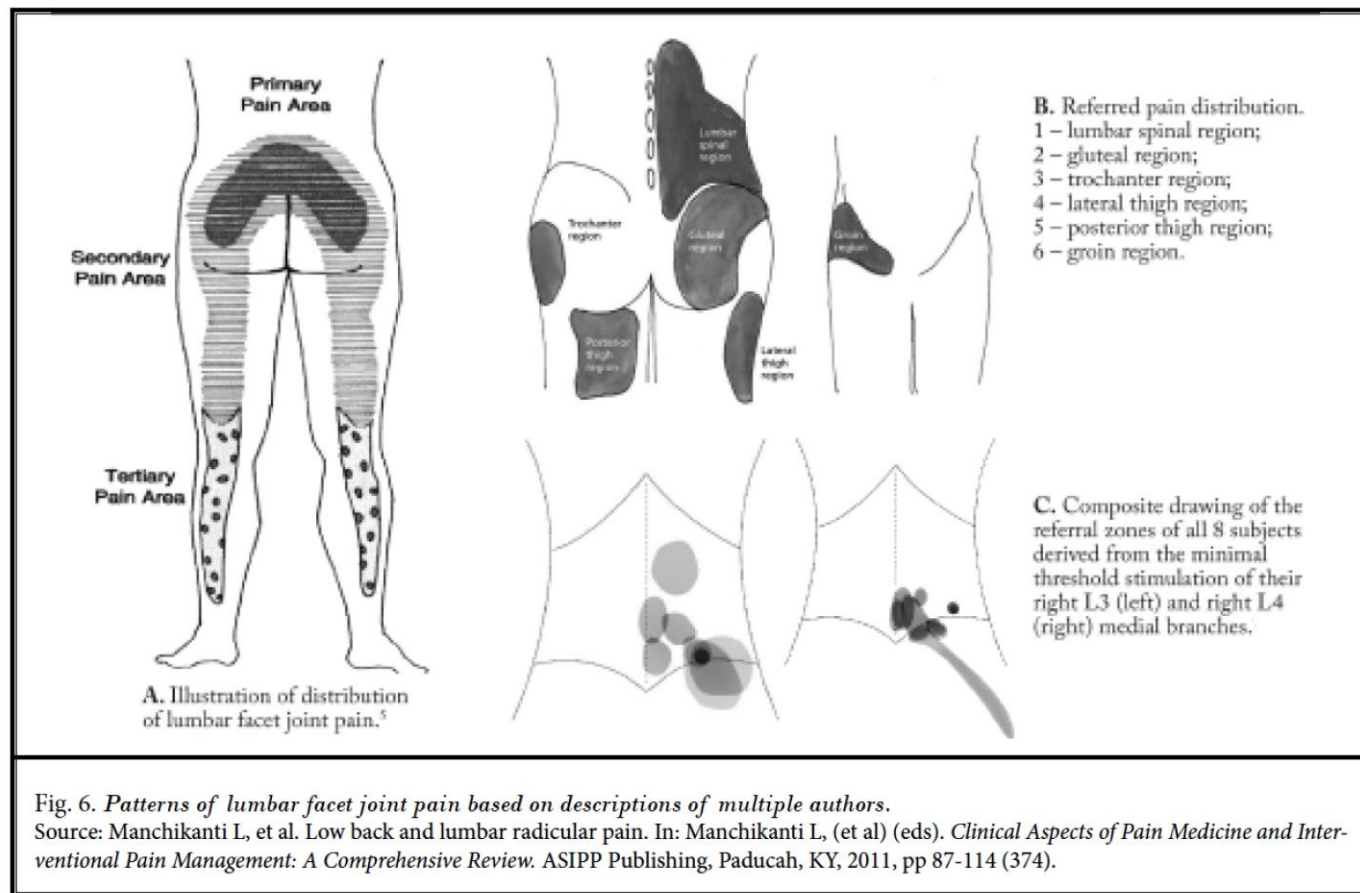 Primary
Pain Area
Secondary
Pain Area
Tertiary
Pain Area
A. Illustration of distribution
of lumbar facet joint pain.⁵
Lumbar
spinal
region
Trochanter
region
Gluteal
region
Posterior
thigh
region
Lateral
thigh
region
Groin
region
B. Referred pain distribution.
1 – lumbar spinal region;
2 – gluteal region;
3 – trochanter region;
4 – lateral thigh region;
5 – posterior thigh region;
6 – groin region.
C. Composite drawing of the
referral zones of all 8 subjects
derived from the minimal
threshold stimulation of their
right L3 (left) and right L4
(right) medial branches.
Fig. 6. Patterns of lumbar facet joint pain based on descriptions of multiple authors.
Source: Manchikanti L, et al. Low back and lumbar radicular pain. In: Manchikanti L, (et al) (eds). Clinical Aspects of Pain Medicine and Inter-
ventional Pain Management: A Comprehensive Review. ASIPP Publishing, Paducah, KY, 2011, pp 87-114 (374).